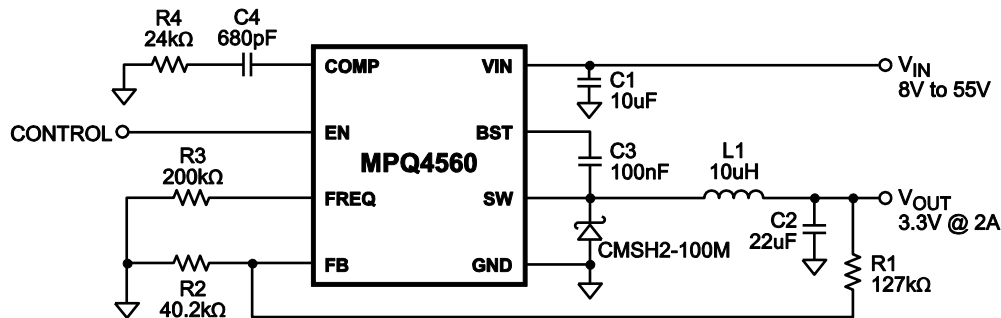 R4
24kΩ
C4
680pF
COMP
VIN
V_IN
8V to 55V
C1
10uF
CONTROL
EN
BST
MPQ4560
C3
100nF
L1
10uH
R3
200kΩ
FREQ
SW
V_OUT
3.3V @ 2A
C2
22uF
CMSH2-100M
FB
GND
R2
40.2kΩ
R1
127kΩ